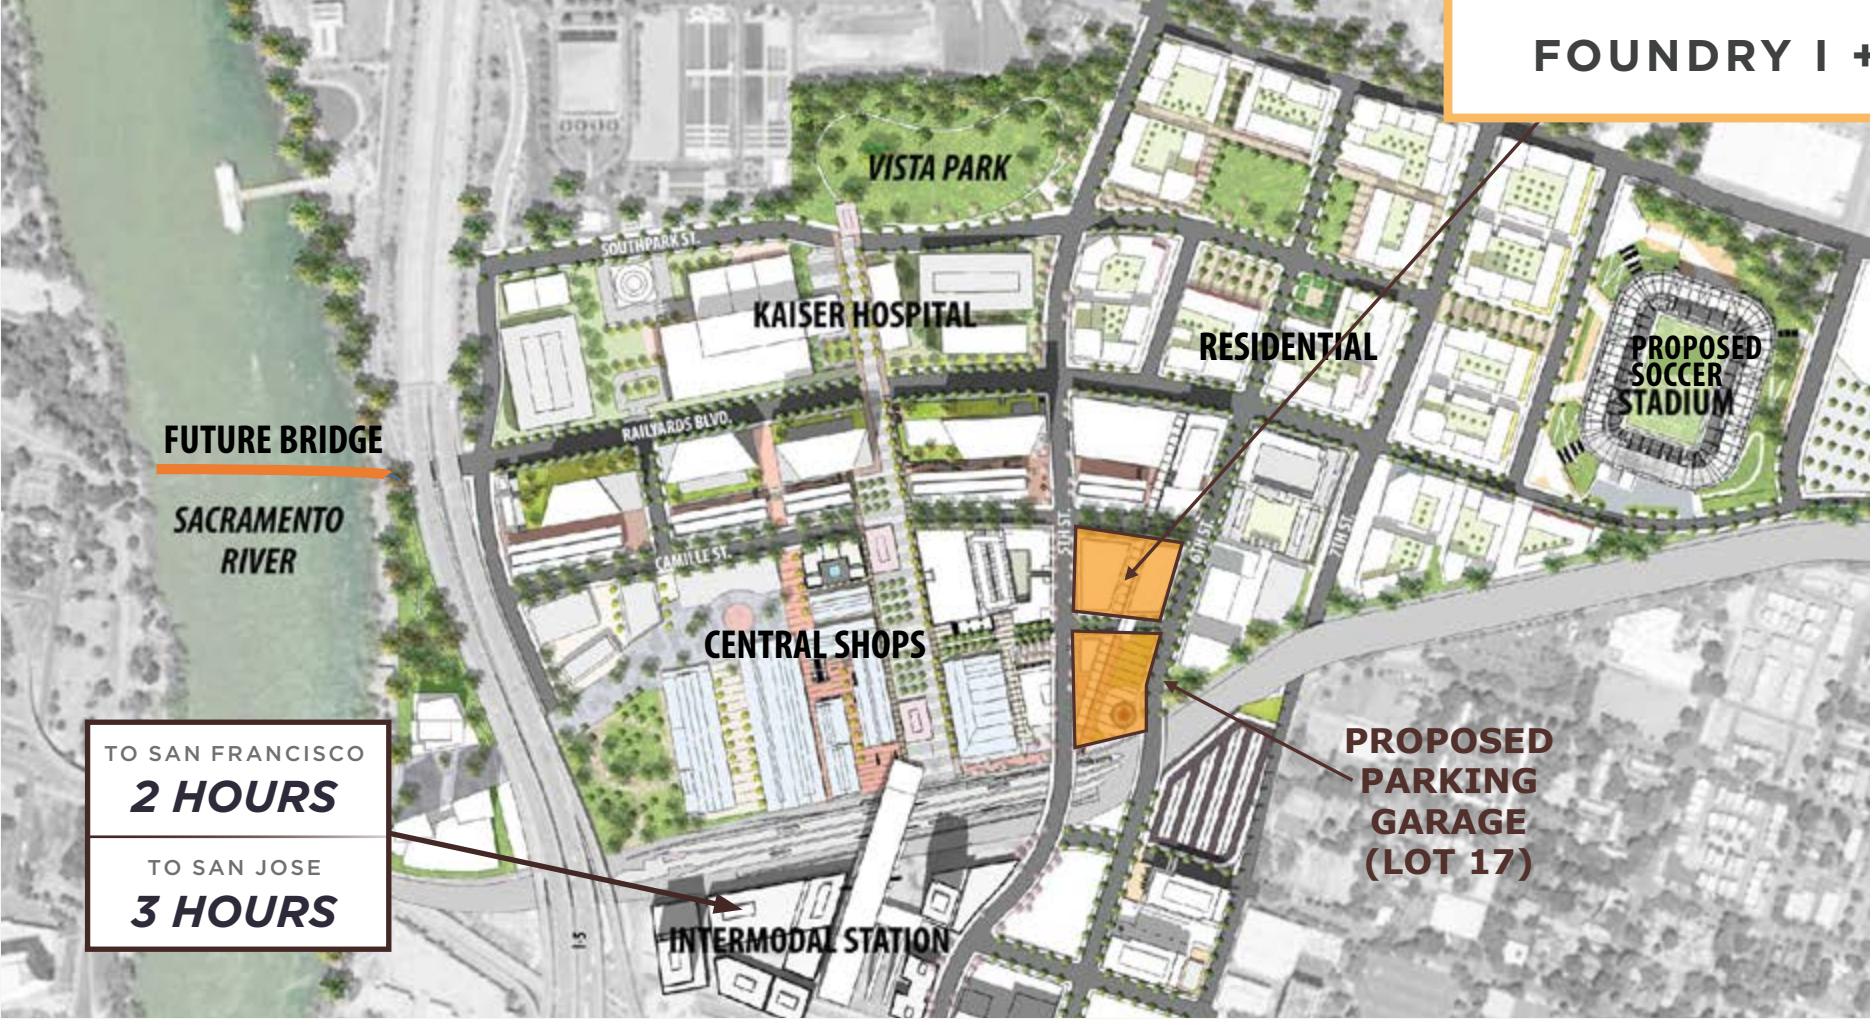 FOUNDRY I +
VISTA PARK
SOUTHPARK ST.
KAISER HOSPITAL
RESIDENTIAL
PROPOSED
SOCCER
STADIUM
RAILYARDS BLVD.
FUTURE BRIDGE
SACRAMENTO
RIVER
5TH ST.
6TH ST.
7TH ST.
CAMILLE ST.
CENTRAL SHOPS
PROPOSED
PARKING
GARAGE
(LOT 17)
TO SAN FRANCISCO
2 HOURS
TO SAN JOSE
3 HOURS
I-5
INTERMODAL STATION